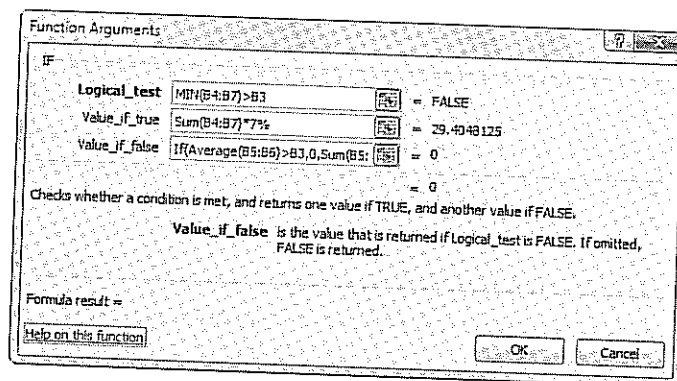 Function Arguments
IF
Logical_test MIN(B4:B7)>B3 = FALSE
Value_if_true Sum(B4:B7)*7% = 29.4048125
Value_if_false If(Average(B5:B6)>B3,0,Sum(B5: = 0
= 0
Checks whether a condition is met, and returns one value if TRUE, and another value if FALSE.
Value_if_false is the value that is returned if Logical_test is FALSE. If omitted,
FALSE is returned.
Formula result =
Help on this function
OK Cancel